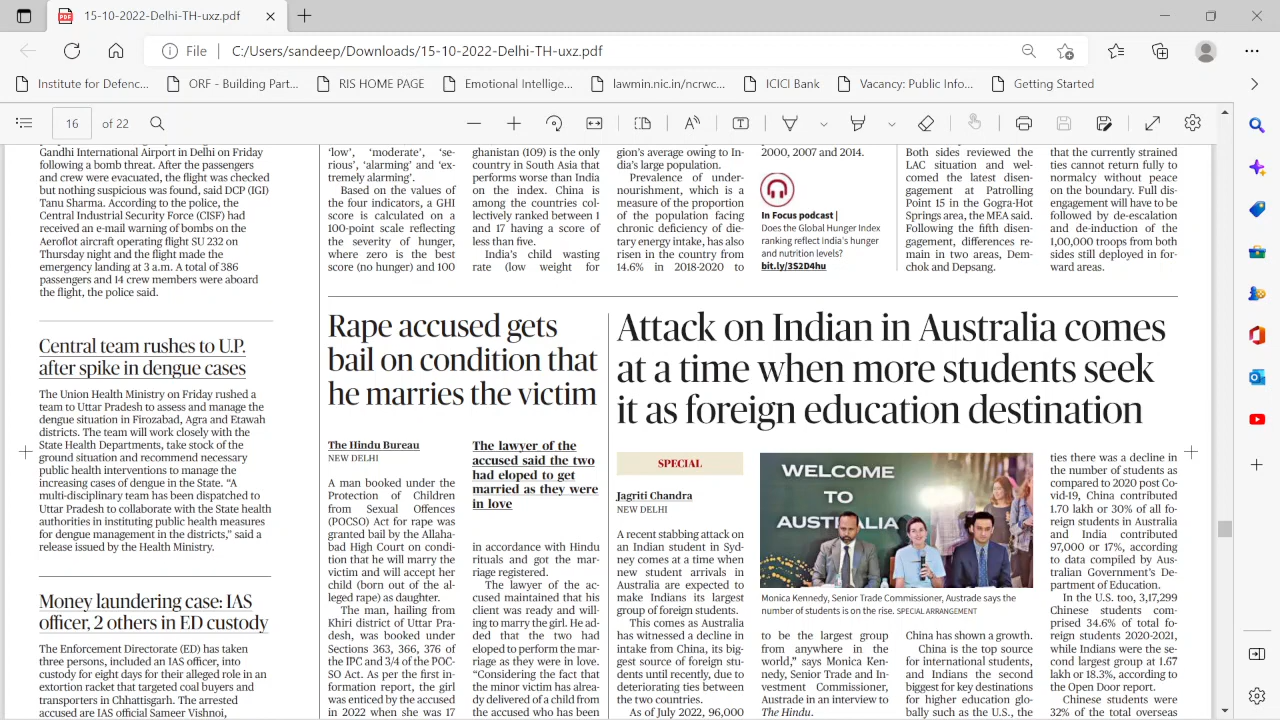 15-10-2022-Delhi-TH-uxz.pdf
File
C:/Users/sandeep/Downloads/15-10-2022-Delhi-TH-uxz.pdf
Institute for Defenc...
ORF - Building Part...
RIS HOME PAGE
Emotional Intellige...
lawmin.nic.in/ncrwc...
ICICI Bank
Vacancy: Public Info...
Getting Started
16
of 22
Gandhi International Airport in Delhi on Friday
following a bomb threat. After the passengers
and crew were evacuated, the flight was checked
but nothing suspicious was found, said DCP (IGI)
Tanu Sharma. According to the police, the
Central Industrial Security Force (CISF) had
received an e-mail warning of bombs on the
Aeroflot aircraft operating flight SU 232 on
Thursday night and the flight made the
emergency landing at 3 a.m. A total of 386
passengers and 14 crew members were aboard
the flight, the police said.
Central team rushes to U.P.
after spike in dengue cases
The Union Health Ministry on Friday rushed a
team to Uttar Pradesh to assess and manage the
dengue situation in Firozabad, Agra and Etawah
districts. The team will work closely with the
State Health Departments, take stock of the
ground situation and recommend necessary
public health interventions to manage the
increasing cases of dengue in the State. “A
multi-disciplinary team has been dispatched to
Uttar Pradesh to collaborate with the State health
authorities in instituting public health measures
for dengue management in the districts,” said a
release issued by the Health Ministry.
Money laundering case: IAS
officer, 2 others in ED custody
The Enforcement Directorate (ED) has taken
three persons, included an IAS officer, into
custody for eight days for their alleged role in an
extortion racket that targeted coal buyers and
transporters in Chhattisgarh. The arrested
accused are IAS official Sameer Vishnoi,
‘low’, ‘moderate’, ‘se-
rious’, ‘alarming’ and ‘ex-
tremely alarming’.
Based on the values of
the four indicators, a GHI
score is calculated on a
100-point scale reflecting
the severity of hunger,
where zero is the best
score (no hunger) and 100
ghanistan (109) is the only
country in South Asia that
performs worse than India
on the index. China is
among the countries col-
lectively ranked between 1
and 17 having a score of
less than five.
India’s child wasting
rate (low weight for
gion’s average owing to In-
dia’s large population.
Prevalence of under-
nourishment, which is a
measure of the proportion
of the population facing
chronic deficiency of die-
tary energy intake, has also
risen in the country from
14.6% in 2018-2020 to
2000, 2007 and 2014.
In Focus podcast |
Does the Global Hunger Index
ranking reflect India’s hunger
and nutrition levels?
bit.ly/3S2D4hu
Both sides reviewed the
LAC situation and wel-
comed the latest disen-
gagement at Patrolling
Point 15 in the Gogra-Hot
Springs area, the MEA said.
Following the fifth disen-
gagement, differences re-
main in two areas, Dem-
chok and Depsang.
that the currently strained
ties cannot return fully to
normalcy without peace
on the boundary. Full dis-
engagement will have to be
followed by de-escalation
and de-induction of the
1,00,000 troops from both
sides still deployed in for-
ward areas.
Rape accused gets
bail on condition that
he marries the victim
The Hindu Bureau
NEW DELHI
A man booked under the
Protection of Children
from Sexual Offences
(POCSO) Act for rape was
granted bail by the Allaha-
bad High Court on condi-
tion that he will marry the
victim and will accept her
child (born out of the al-
leged rape) as daughter.
The man, hailing from
Khiri district of Uttar Pra-
desh, was booked under
Sections 363, 366, 376 of
the IPC and 3/4 of the POC-
SO Act. As per the first in-
formation report, the girl
was enticed by the accused
in 2022 when she was 17
The lawyer of the
accused said the two
had eloped to get
married as they were
in love
in accordance with Hindu
rituals and got the mar-
riage registered.
The lawyer of the ac-
cused maintained that his
client was ready and will-
ing to marry the girl. He ad-
ded that the two had
eloped to perform the mar-
riage as they were in love.
“Considering the fact that
the minor victim has alrea-
dy delivered of a child from
the accused who has been
Attack on Indian in Australia comes
at a time when more students seek
it as foreign education destination
SPECIAL
Jagriti Chandra
NEW DELHI
A recent stabbing attack on
an Indian student in Syd-
ney comes at a time when
new student arrivals in
Australia are expected to
make Indians its largest
group of foreign students.
This comes as Australia
has witnessed a decline in
intake from China, its big-
gest source of foreign stu-
dents until recently, due to
deteriorating ties between
the two countries.
As of July 2022, 96,000
WELCOME
TO
AUSTRALIA
Monica Kennedy, Senior Trade Commissioner, Austrade says the
number of students is on the rise. SPECIAL ARRANGEMENT
to be the largest group
from anywhere in the
world,” says Monica Ken-
nedy, Senior Trade and In-
vestment Commissioner,
Austrade in an interview to
The Hindu.
China has shown a growth.
China is the top source
for international students,
and Indians the second
biggest for key destinations
for higher education glo-
bally such as the U.S., the
ties there was a decline in
the number of students as
compared to 2020 post Co-
vid-19, China contributed
1.70 lakh or 30% of all fo-
reign students in Australia
and India contributed
97,000 or 17%, according
to data compiled by Aus-
tralian Government’s De-
partment of Education.
In the U.S. too, 3,17,299
Chinese students com-
prised 34.6% of total fo-
reign students 2020-2021,
while Indians were the se-
cond largest group at 1.67
lakh or 18.3%, according to
the Open Door report.
Chinese students were
32% of the total overseas